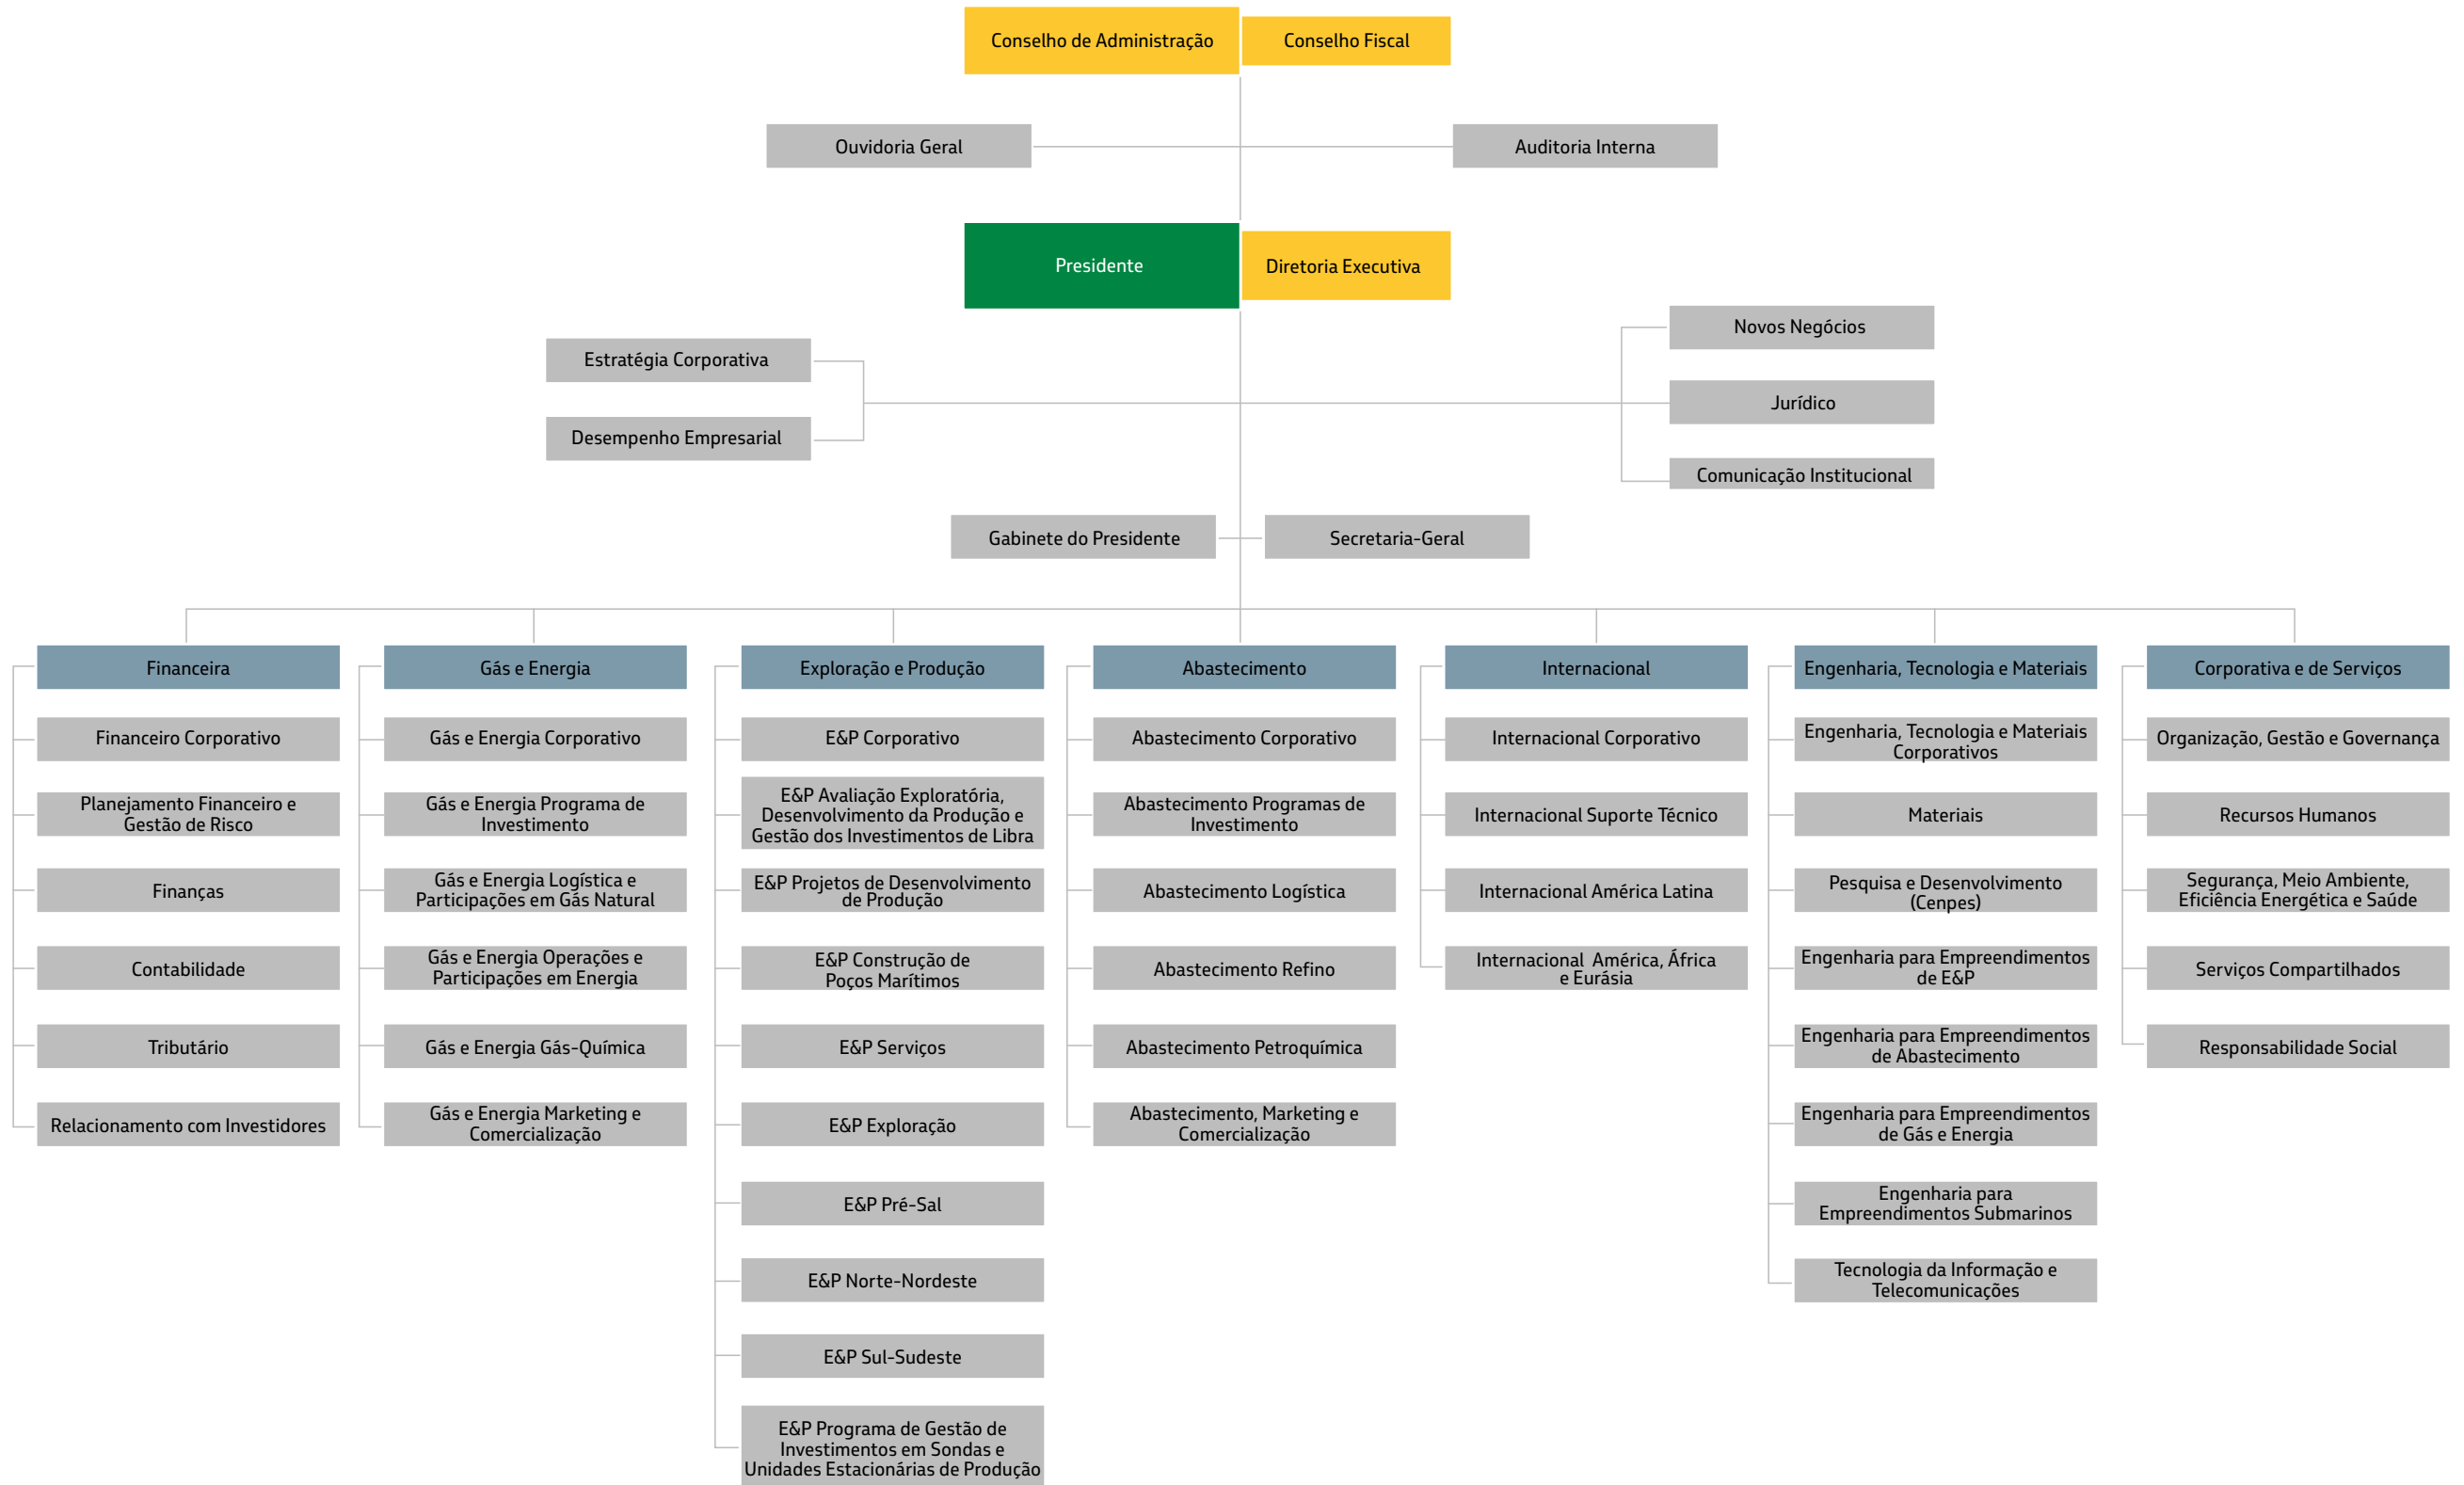 Conselho de Administração
Conselho Fiscal
Ouvidoria Geral
Auditoria Interna
Presidente
Diretoria Executiva
Novos Negócios
Estratégia Corporativa
Jurídico
Desempenho Empresarial
Comunicação Institucional
Gabinete do Presidente
Secretaria-Geral
Financeira
Financeiro Corporativo
Planejamento Financeiro e
Gestão de Risco
Finanças
Contabilidade
Tributário
Relacionamento com Investidores
Gás e Energia
Gás e Energia Corporativo
Gás e Energia Programa de
Investimento
Gás e Energia Logística e
Participações em Gás Natural
Gás e Energia Operações e
Participações em Energia
Gás e Energia Gás-Química
Gás e Energia Marketing e
Comercialização
Exploração e Produção
E&P Corporativo
E&P Avaliação Exploratória,
Desenvolvimento da Produção e
Gestão dos Investimentos de Libra
E&P Projetos de Desenvolvimento
de Produção
E&P Construção de
Poços Marítimos
E&P Serviços
E&P Exploração
E&P Pré-Sal
E&P Norte-Nordeste
E&P Sul-Sudeste
E&P Programa de Gestão de
Investimentos em Sondas e
Unidades Estacionárias de Produção
Abastecimento
Abastecimento Corporativo
Abastecimento Programas de
Investimento
Abastecimento Logística
Abastecimento Refino
Abastecimento Petroquímica
Abastecimento, Marketing e
Comercialização
Internacional
Internacional Corporativo
Internacional Suporte Técnico
Internacional América Latina
Internacional América, África
e Eurásia
Engenharia, Tecnologia e Materiais
Engenharia, Tecnologia e Materiais
Corporativos
Materiais
Pesquisa e Desenvolvimento
(Cenpes)
Engenharia para Empreendimentos
de E&P
Engenharia para Empreendimentos
de Abastecimento
Engenharia para Empreendimentos
de Gás e Energia
Engenharia para
Empreendimentos Submarinos
Tecnologia da Informação e
Telecomunicações
Corporativa e de Serviços
Organização, Gestão e Governança
Recursos Humanos
Segurança, Meio Ambiente,
Eficiência Energética e Saúde
Serviços Compartilhados
Responsabilidade Social